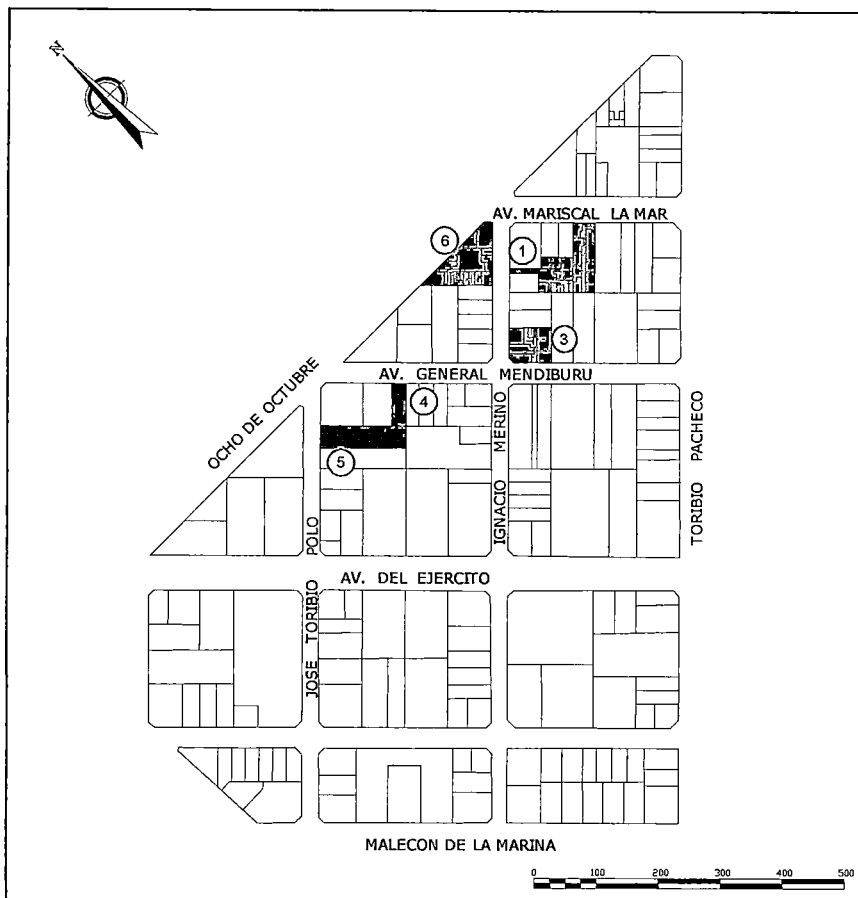 N
AV. MARISCAL LA MAR
6
1
3
AV. GENERAL MENDIBURU
OCHO DE OCTUBRE
4
5
IGNACIO MERINO
TORIBIO PACHECO
JOSE TORIBIO POLO
AV. DEL EJERCITO
MALECON DE LA MARINA
0 100 200 300 400 500